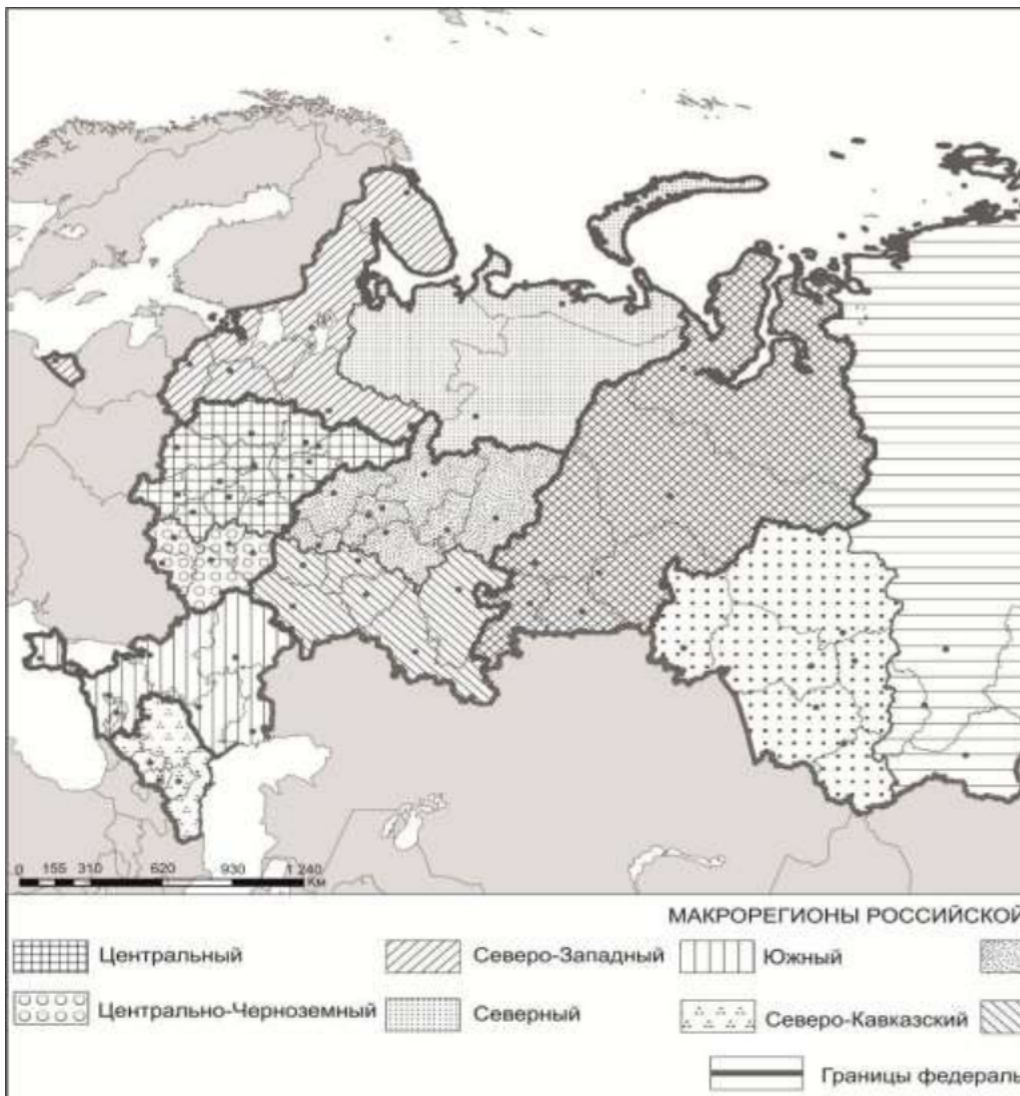 0 155 310 620 930 1 240
Км
МАКРОРЕГИОНЫ РОССИЙСКОЙ
Центральный Северо-Западный Южный
Центрально-Черноземный Северный Северо-Кавказский
Границы федераль